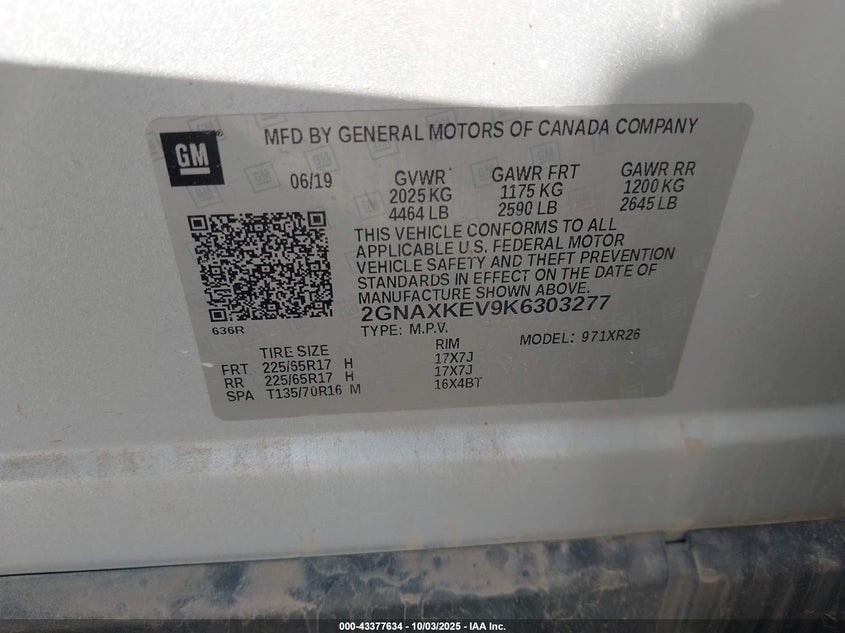 MFD BY GENERAL MOTORS OF CANADA COMPANY
GM
06/19
GVWR
2025 KG
4464 LB
GAWR FRT
1175 KG
2590 LB
GAWR RR
1200 KG
2645 LB
THIS VEHICLE CONFORMS TO ALL
APPLICABLE U.S. FEDERAL MOTOR
VEHICLE SAFETY AND THEFT PREVENTION
STANDARDS IN EFFECT ON THE DATE OF
MANUFACTURE SHOWN ABOVE.
2GNAXKEV9K6303277
636R
TYPE: M.P.V.
MODEL: 971XR26
TIRE SIZE RIM
FRT 225/65R17 H 17X7J
RR 225/65R17 H 17X7J
SPA T135/70R16 M 16X4BT
000-43377634 - 10/03/2025 - IAA Inc.